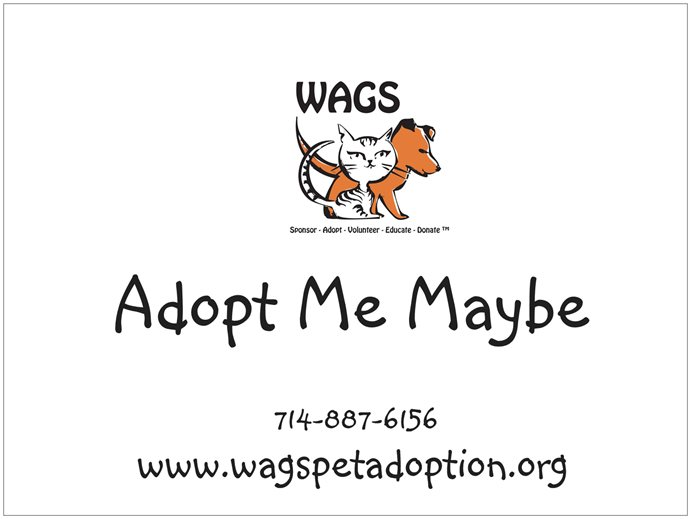 WAGS
Sponsor - Adopt - Volunteer - Educate - Donate ™
Adopt Me Maybe
714-887-6156
www.wagspetadoption.org